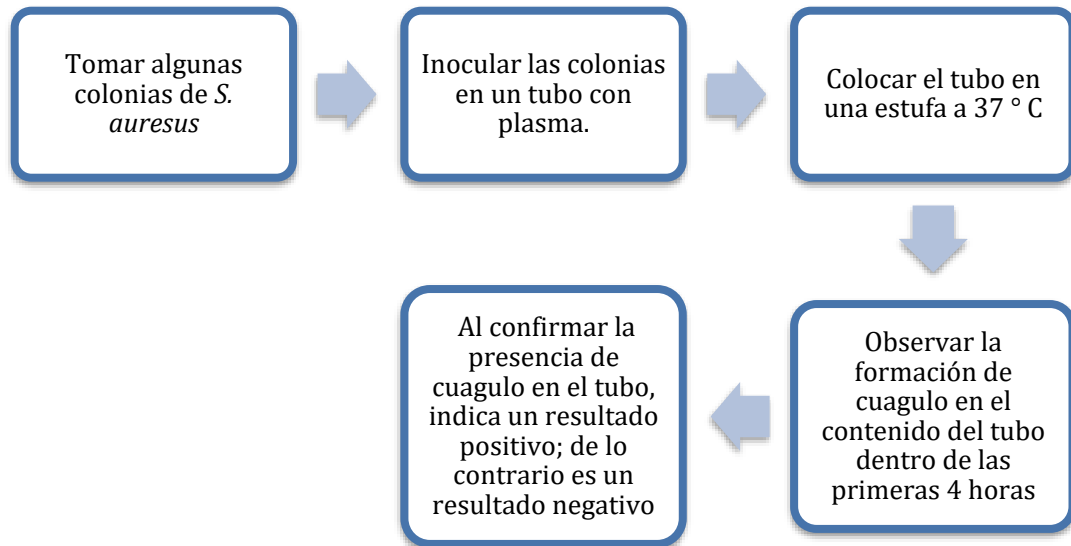 Tomar algunas
colonias de S.
auresus
Inocular las colonias
en un tubo con
plasma.
Colocar el tubo en
una estufa a 37 ° C
Observar la
formación de
cuagulo en el
contenido del tubo
dentro de las
primeras 4 horas
Al confirmar la
presencia de
cuagulo en el tubo,
indica un resultado
positivo; de lo
contrario es un
resultado negativo